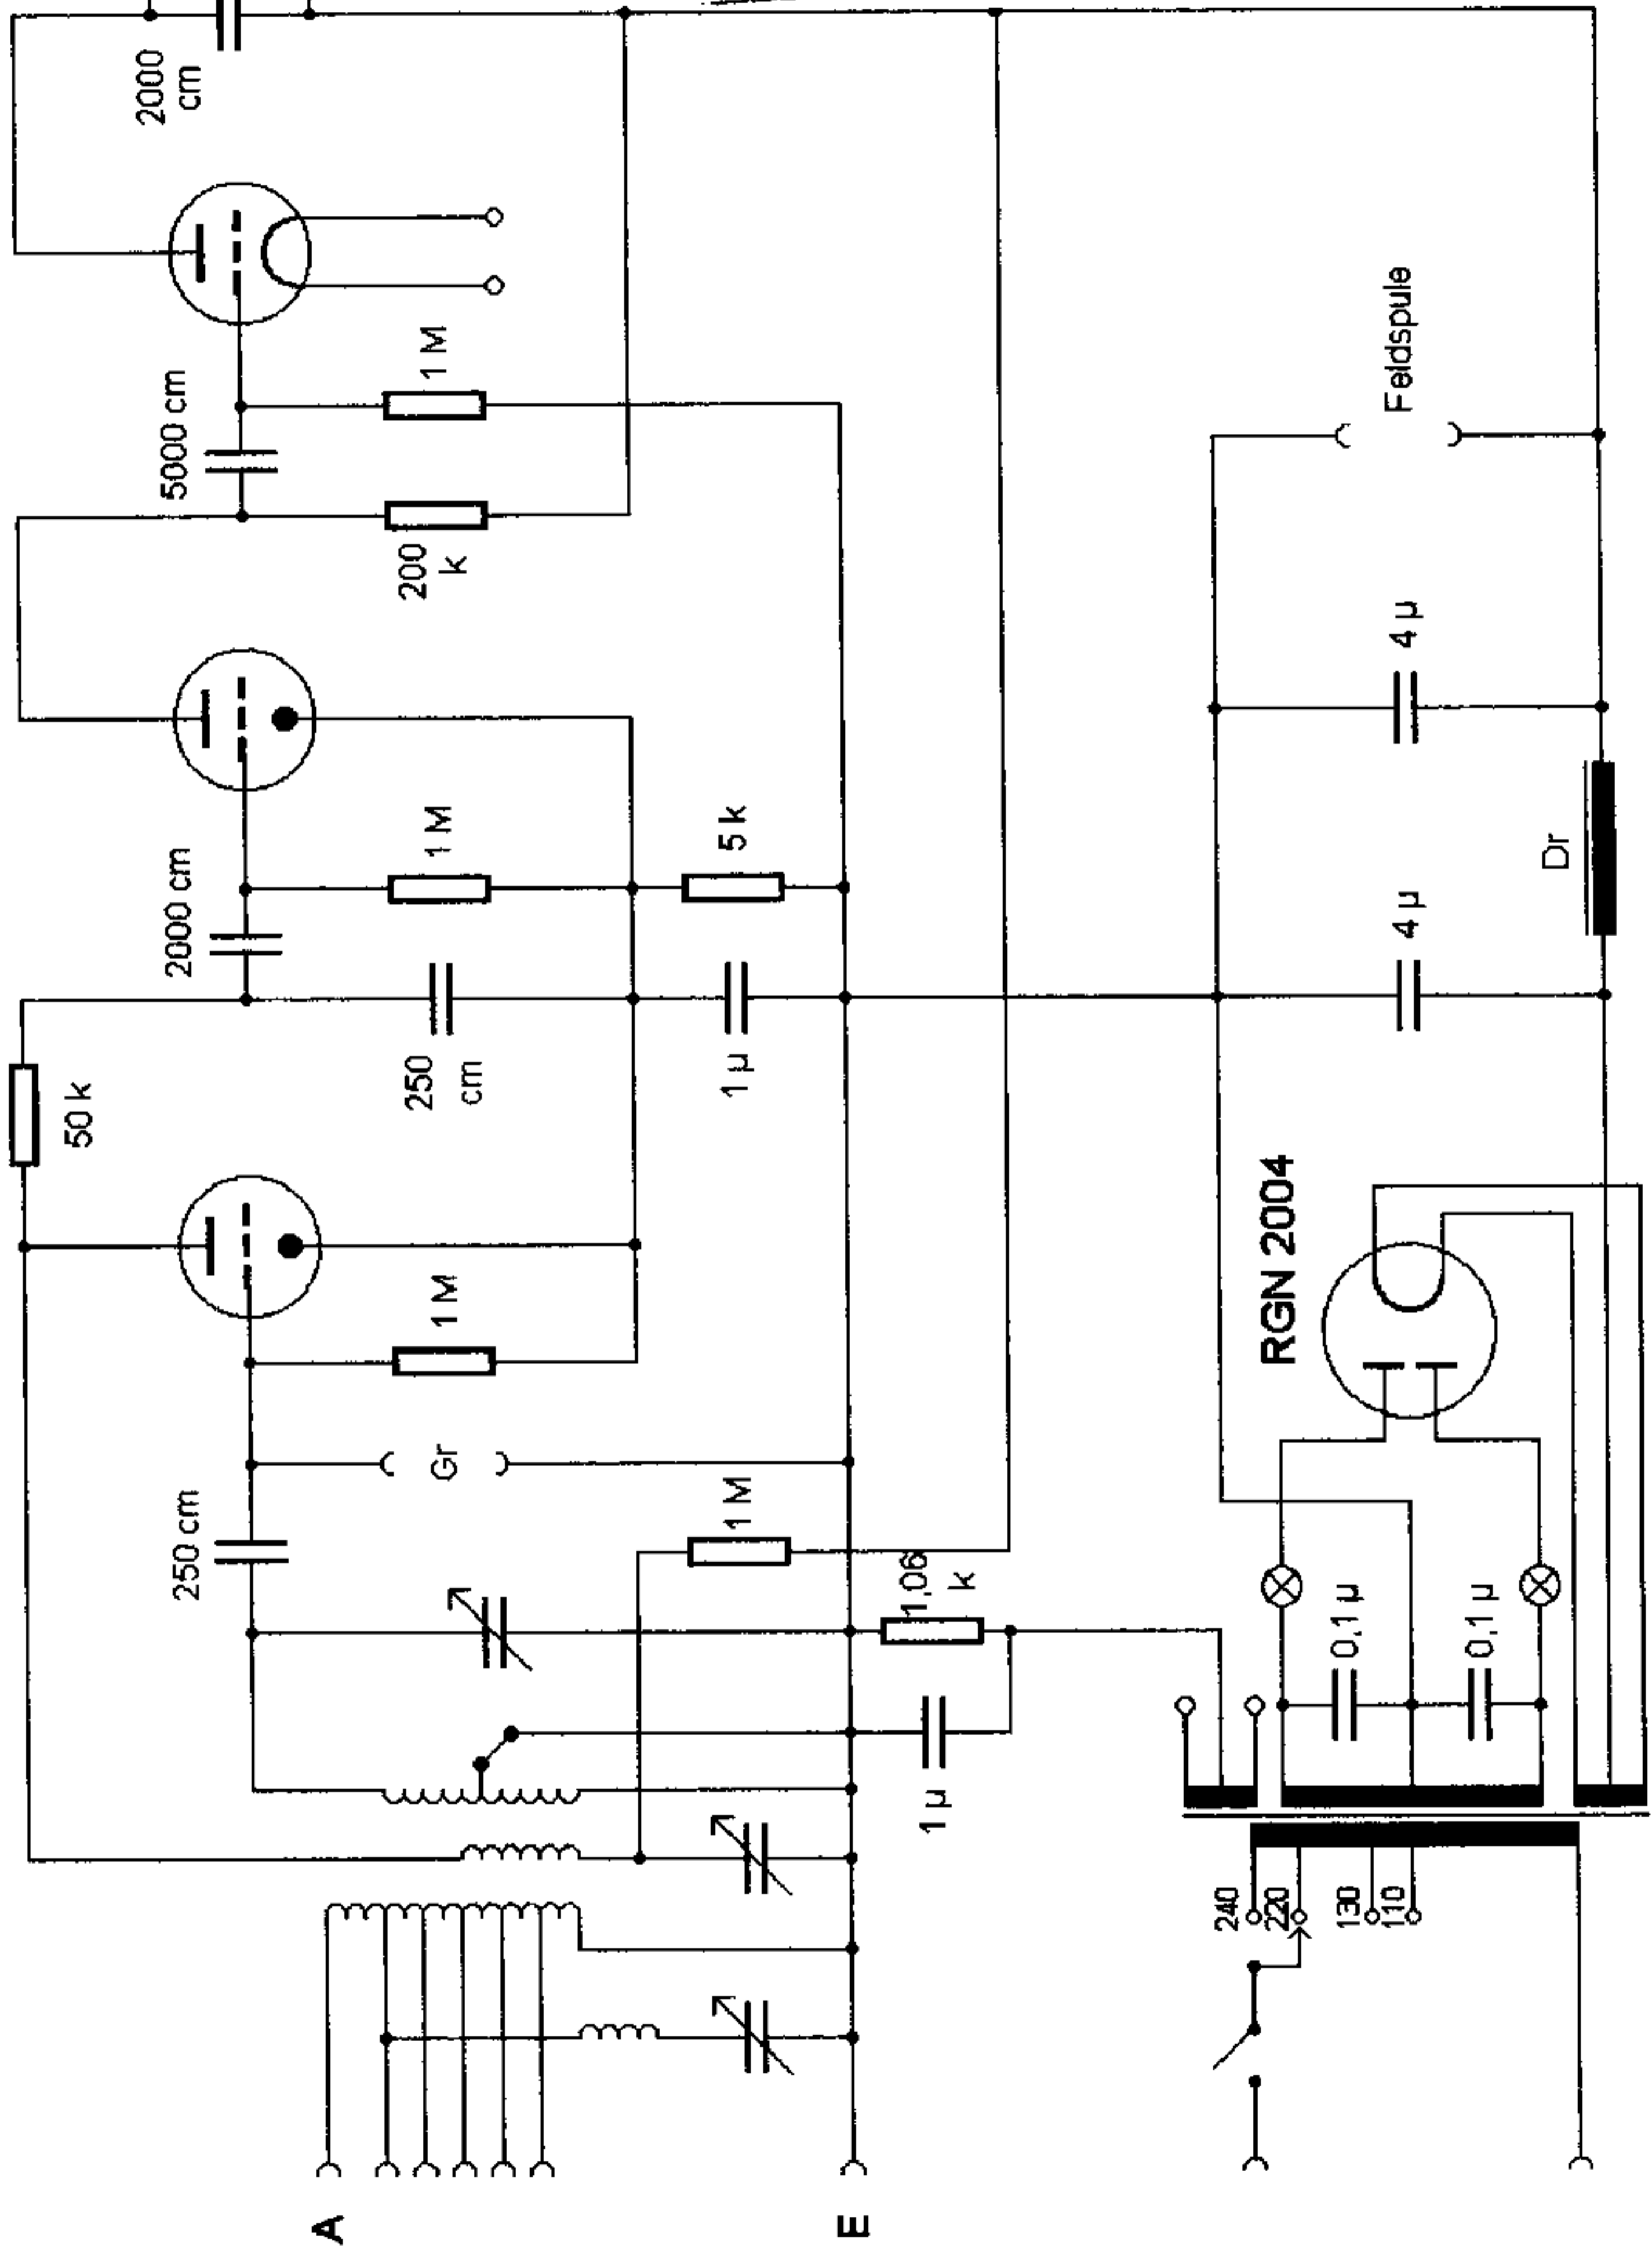 50 k
250 cm
2000 cm
5000 cm
2000
cm
A
Gr
1 M
250
cm
1 M
200
k
1 M
1 M
1 µ
5 k
E
1 µ
1,06
k
240
220
130
110
RGN 2004
0,1 µ
0,1 µ
4 µ
4 µ
Feldspule
Dr